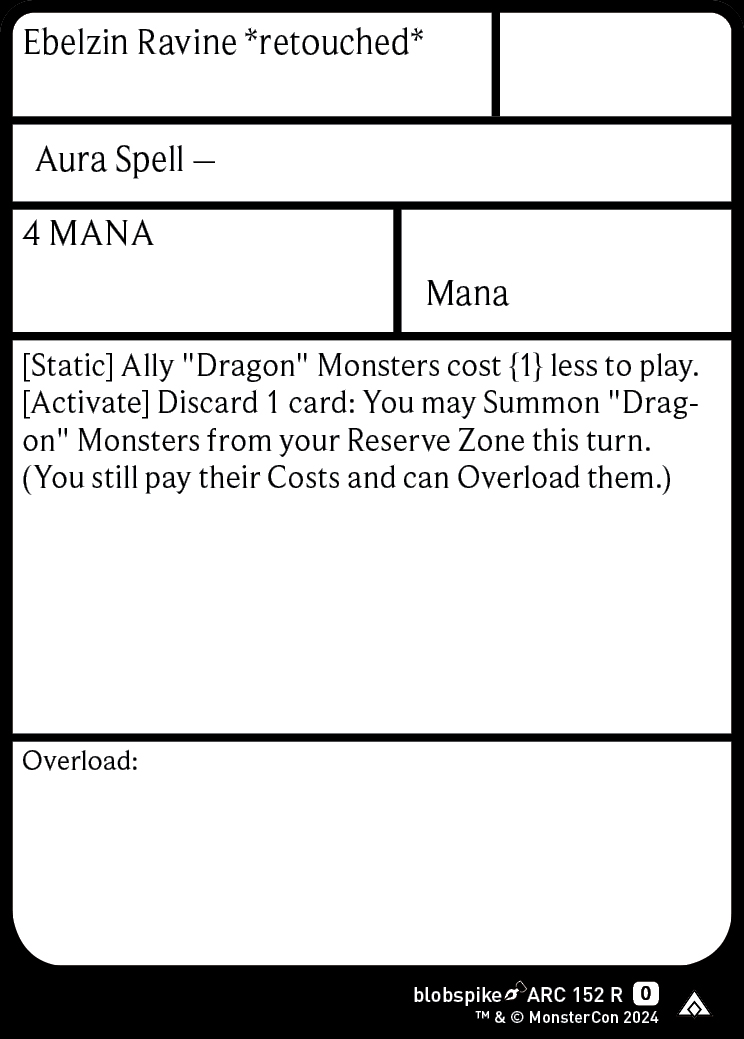 Ebelzin Ravine *retouched*
Aura Spell –
4 MANA
Mana
[Static] Ally "Dragon" Monsters cost {1} less to play.
[Activate] Discard 1 card: You may Summon "Drag-
on" Monsters from your Reserve Zone this turn.
(You still pay their Costs and can Overload them.)
Overload:
blobspike ARC 152 R 0
™ & © MonsterCon 2024